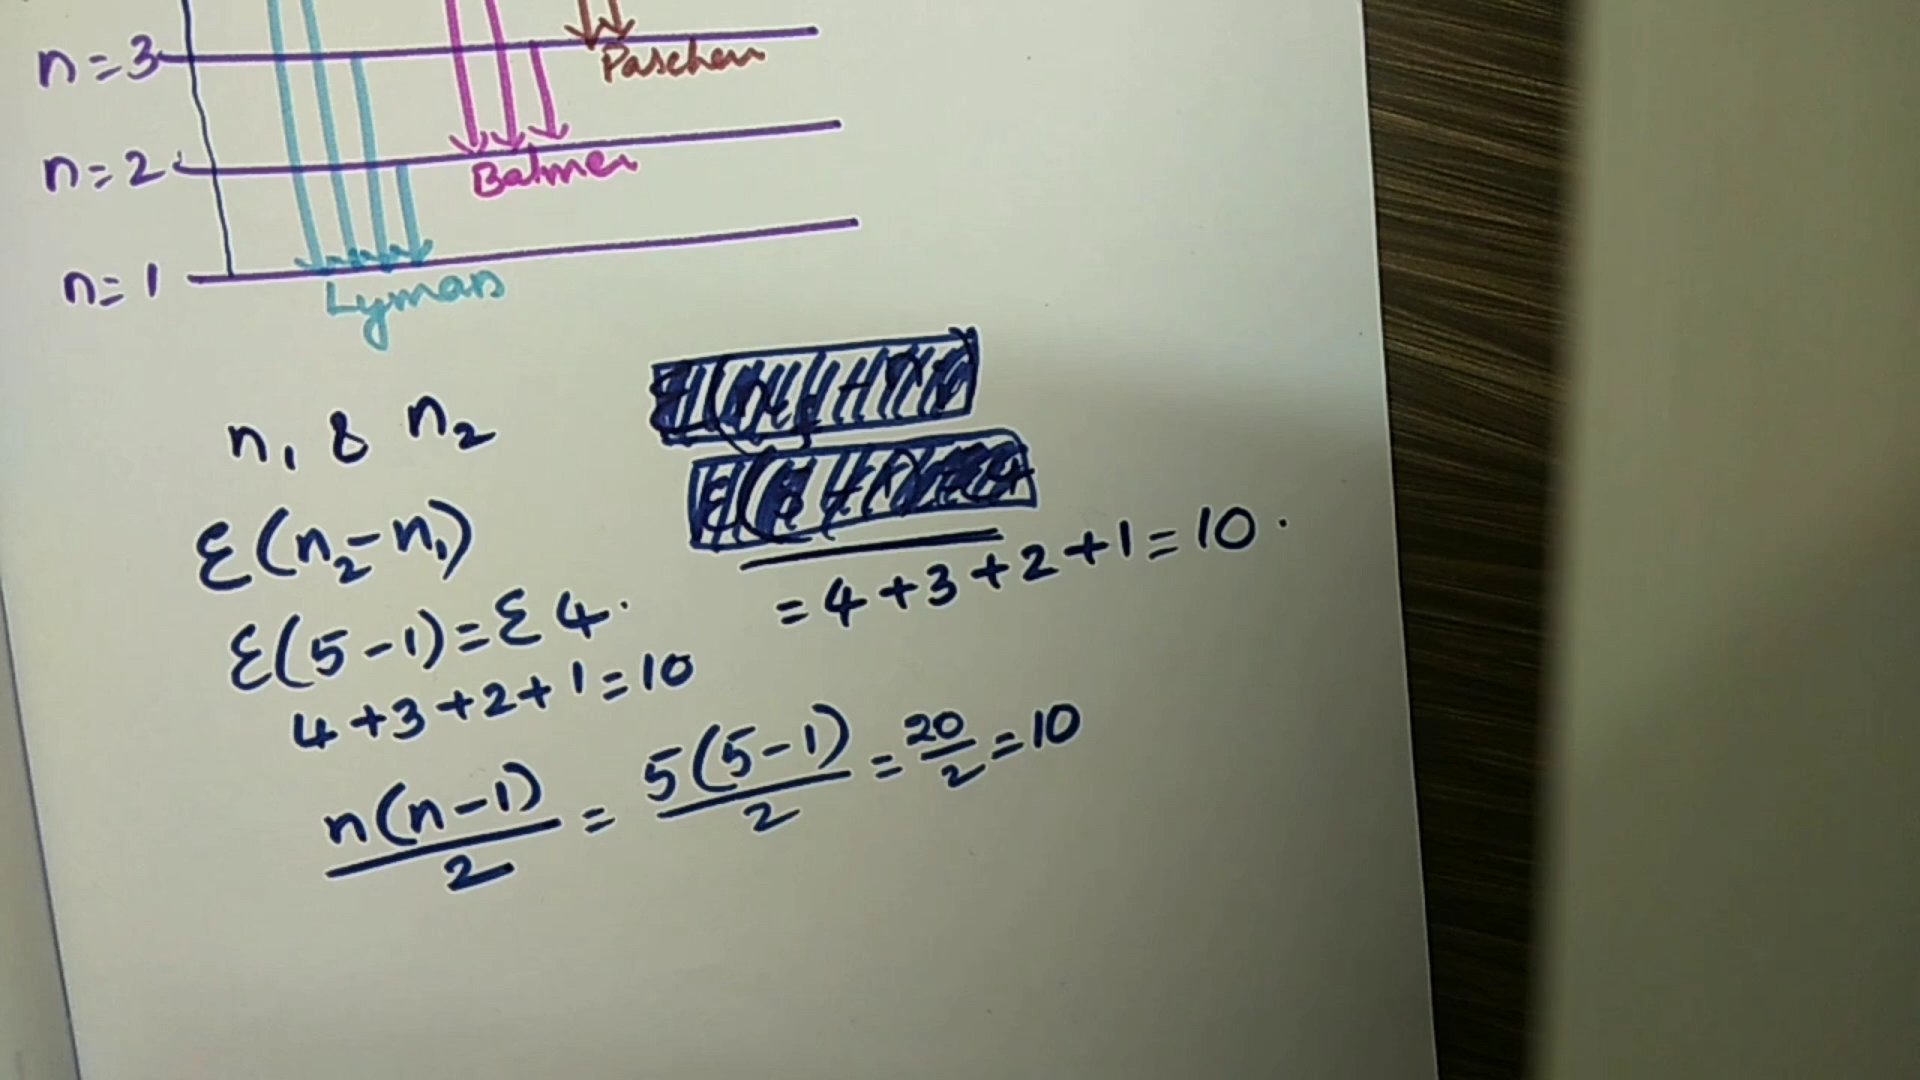 n=3
Paschen
n=2
Balmer
n=1
Lyman
n₁ & n₂
Ɛ(n₂-n₁)
Ɛ(5-1)=Ɛ4.
=4+3+2+1=10.
4+3+2+1=10
n(n-1)/2 = 5(5-1)/2 = 20/2 = 10